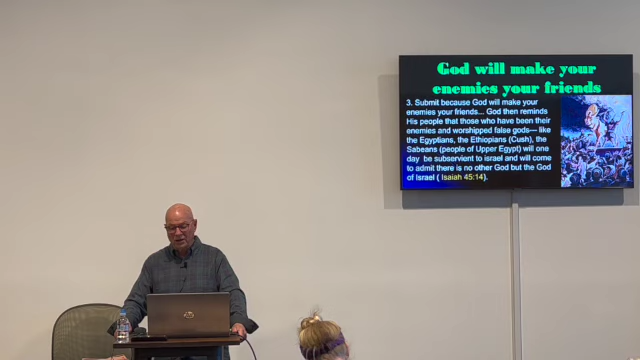 God will make your
enemies your friends
3. Submit because God will make your
enemies your friends... God then reminds
His people that those who have been their
enemies and worshipped false gods— like
the Egyptians, the Ethiopians (Cush), the
Sabeans (people of Upper Egypt) will one
day be subservient to israel and will come
to admit there is no other God but the God
of Israel ( Isaiah 45:14).
hp